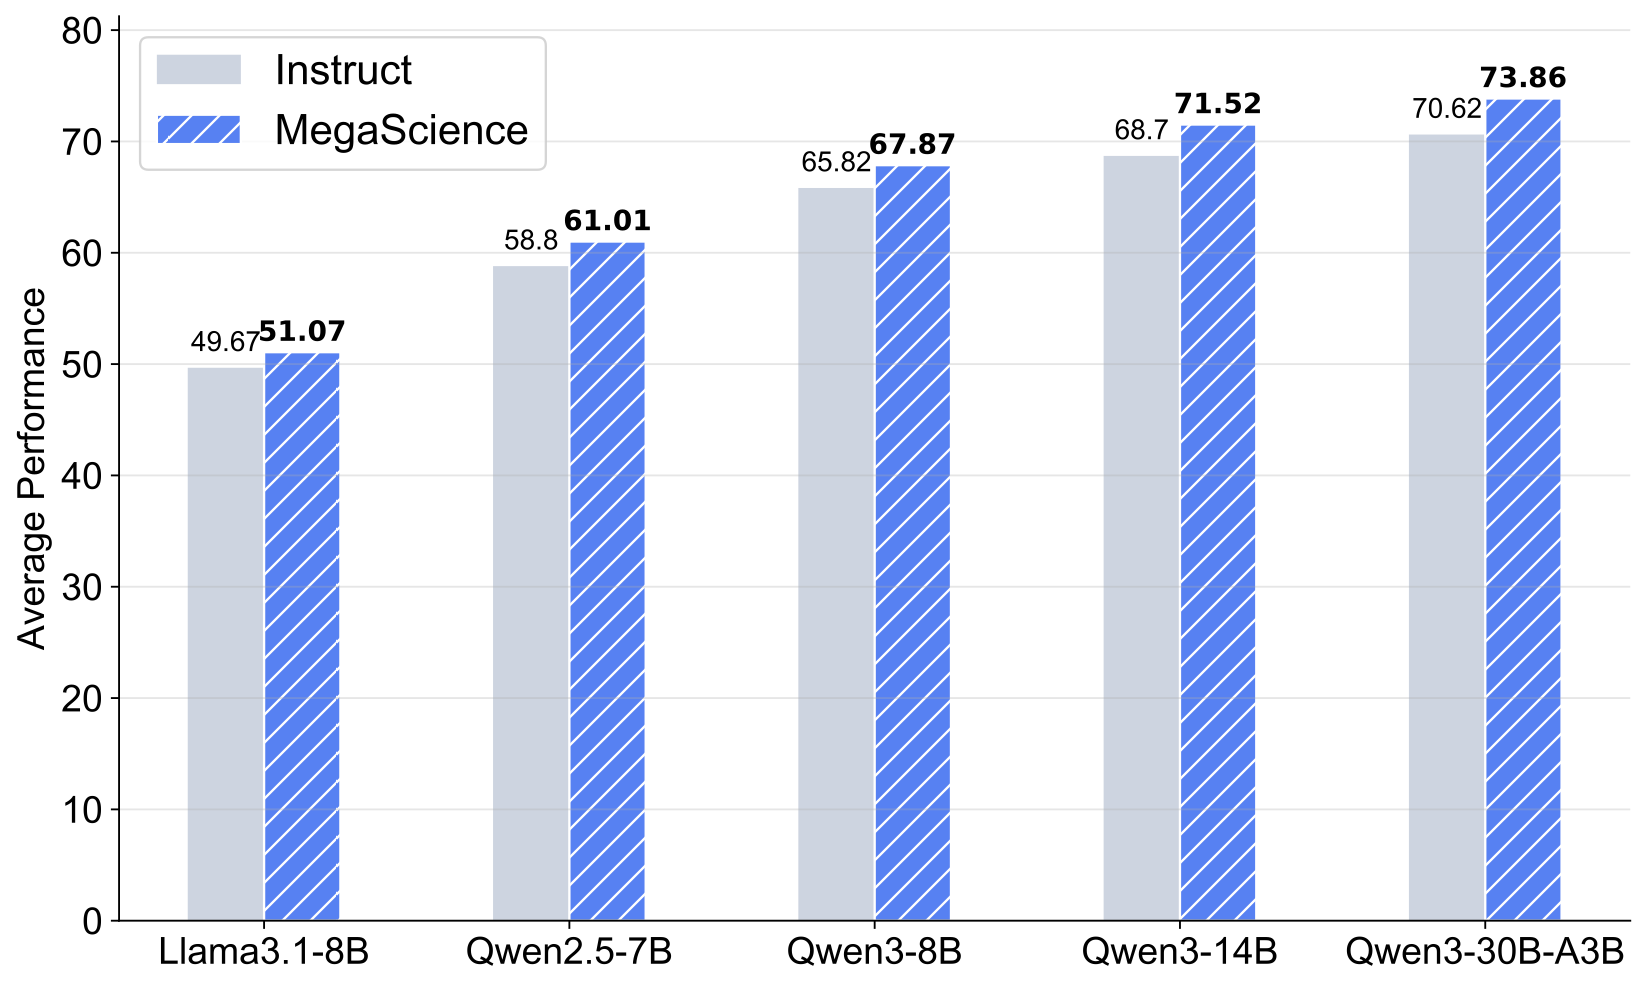 Average Performance
80
70
60
50
40
30
20
10
0
Instruct
MegaScience
49.67
51.07
58.8
61.01
65.82
67.87
68.7
71.52
70.62
73.86
Llama3.1-8B
Qwen2.5-7B
Qwen3-8B
Qwen3-14B
Qwen3-30B-A3B